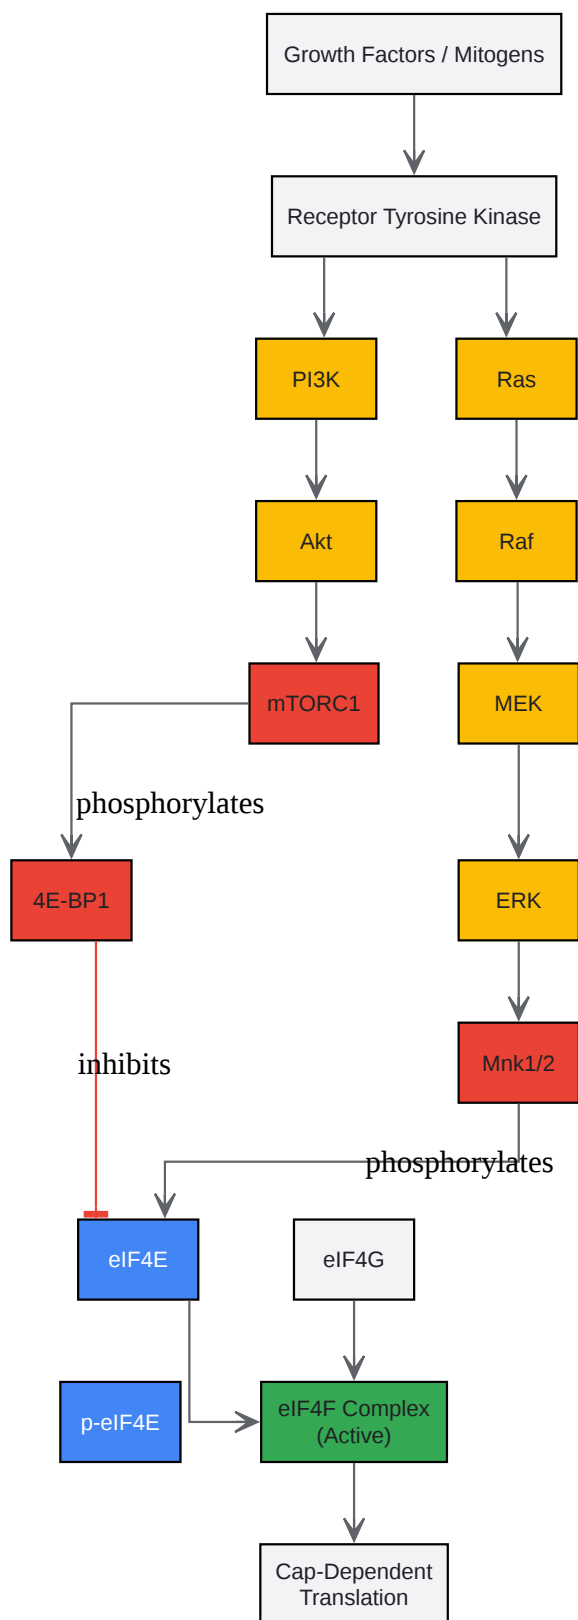 Growth Factors / Mitogens
Receptor Tyrosine Kinase
PI3K
Ras
Akt
Raf
mTORC1
MEK
phosphorylates
4E-BP1
ERK
inhibits
Mnk1/2
phosphorylates
eIF4E
eIF4G
p-eIF4E
eIF4F Complex
(Active)
Cap-Dependent
Translation